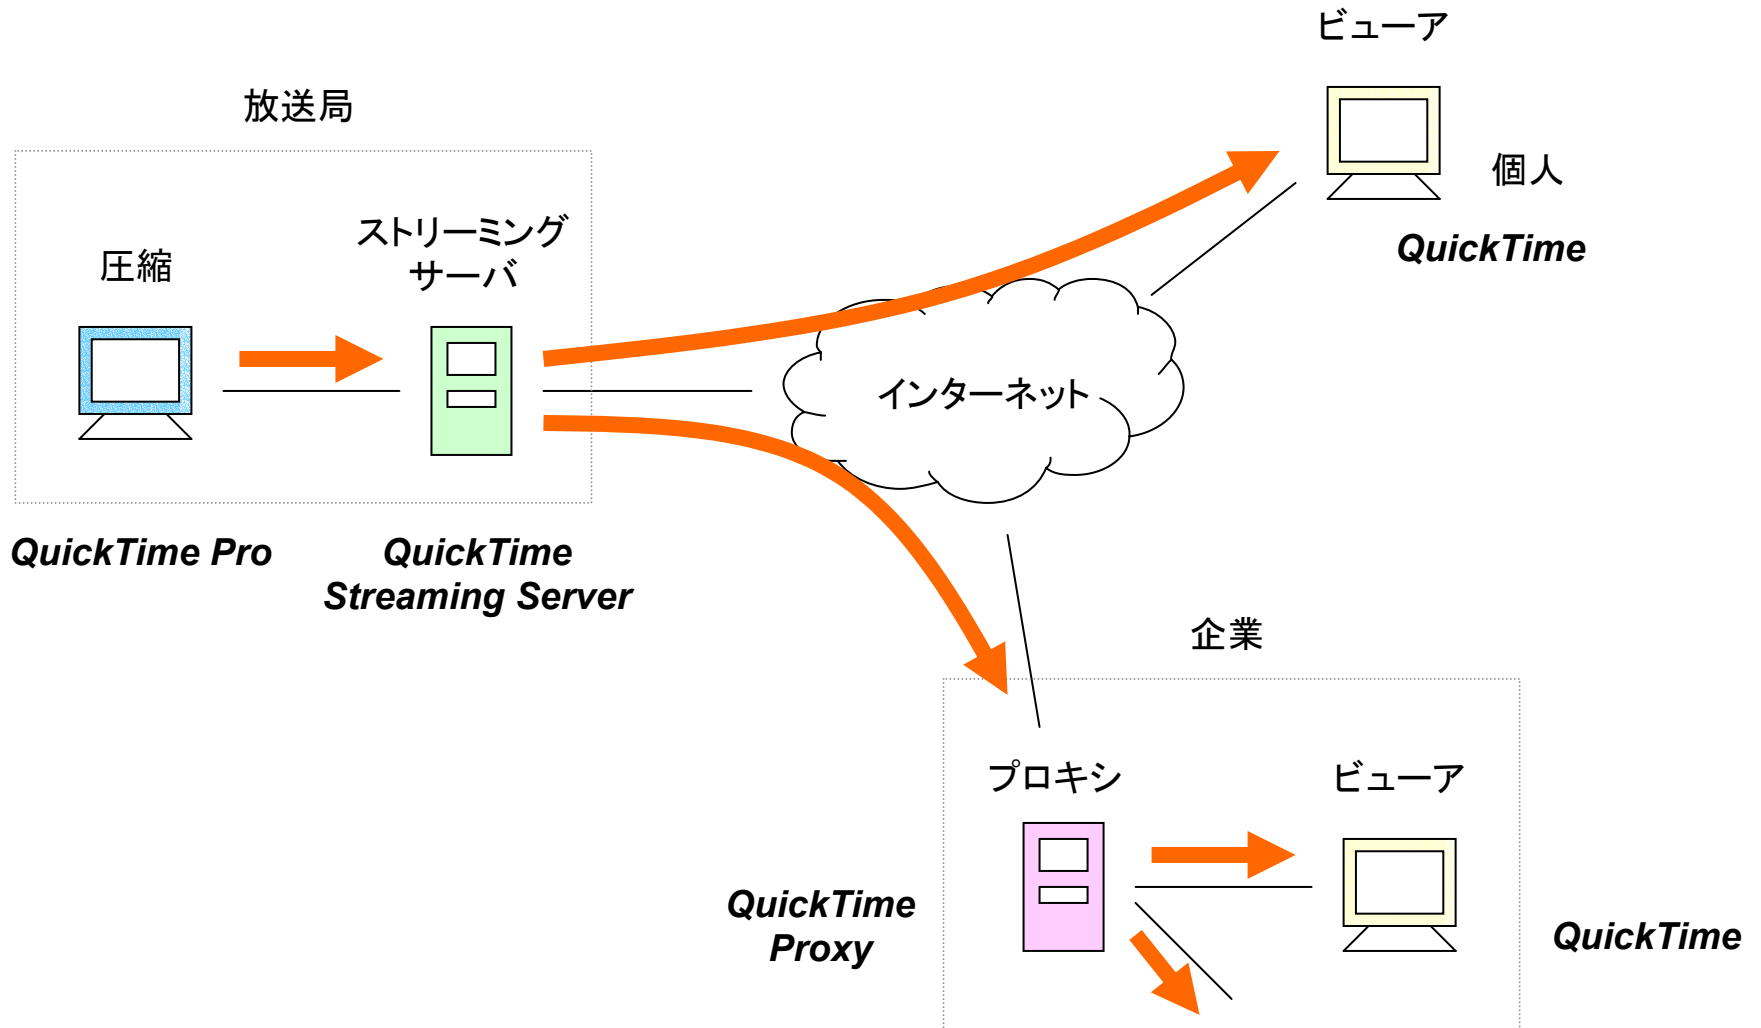 ビューア
放送局
個人
ストリーミング
サーバ
圧縮
QuickTime
インターネット
QuickTime Pro
QuickTime
Streaming Server
企業
プロキシ
ビューア
QuickTime
Proxy
QuickTime